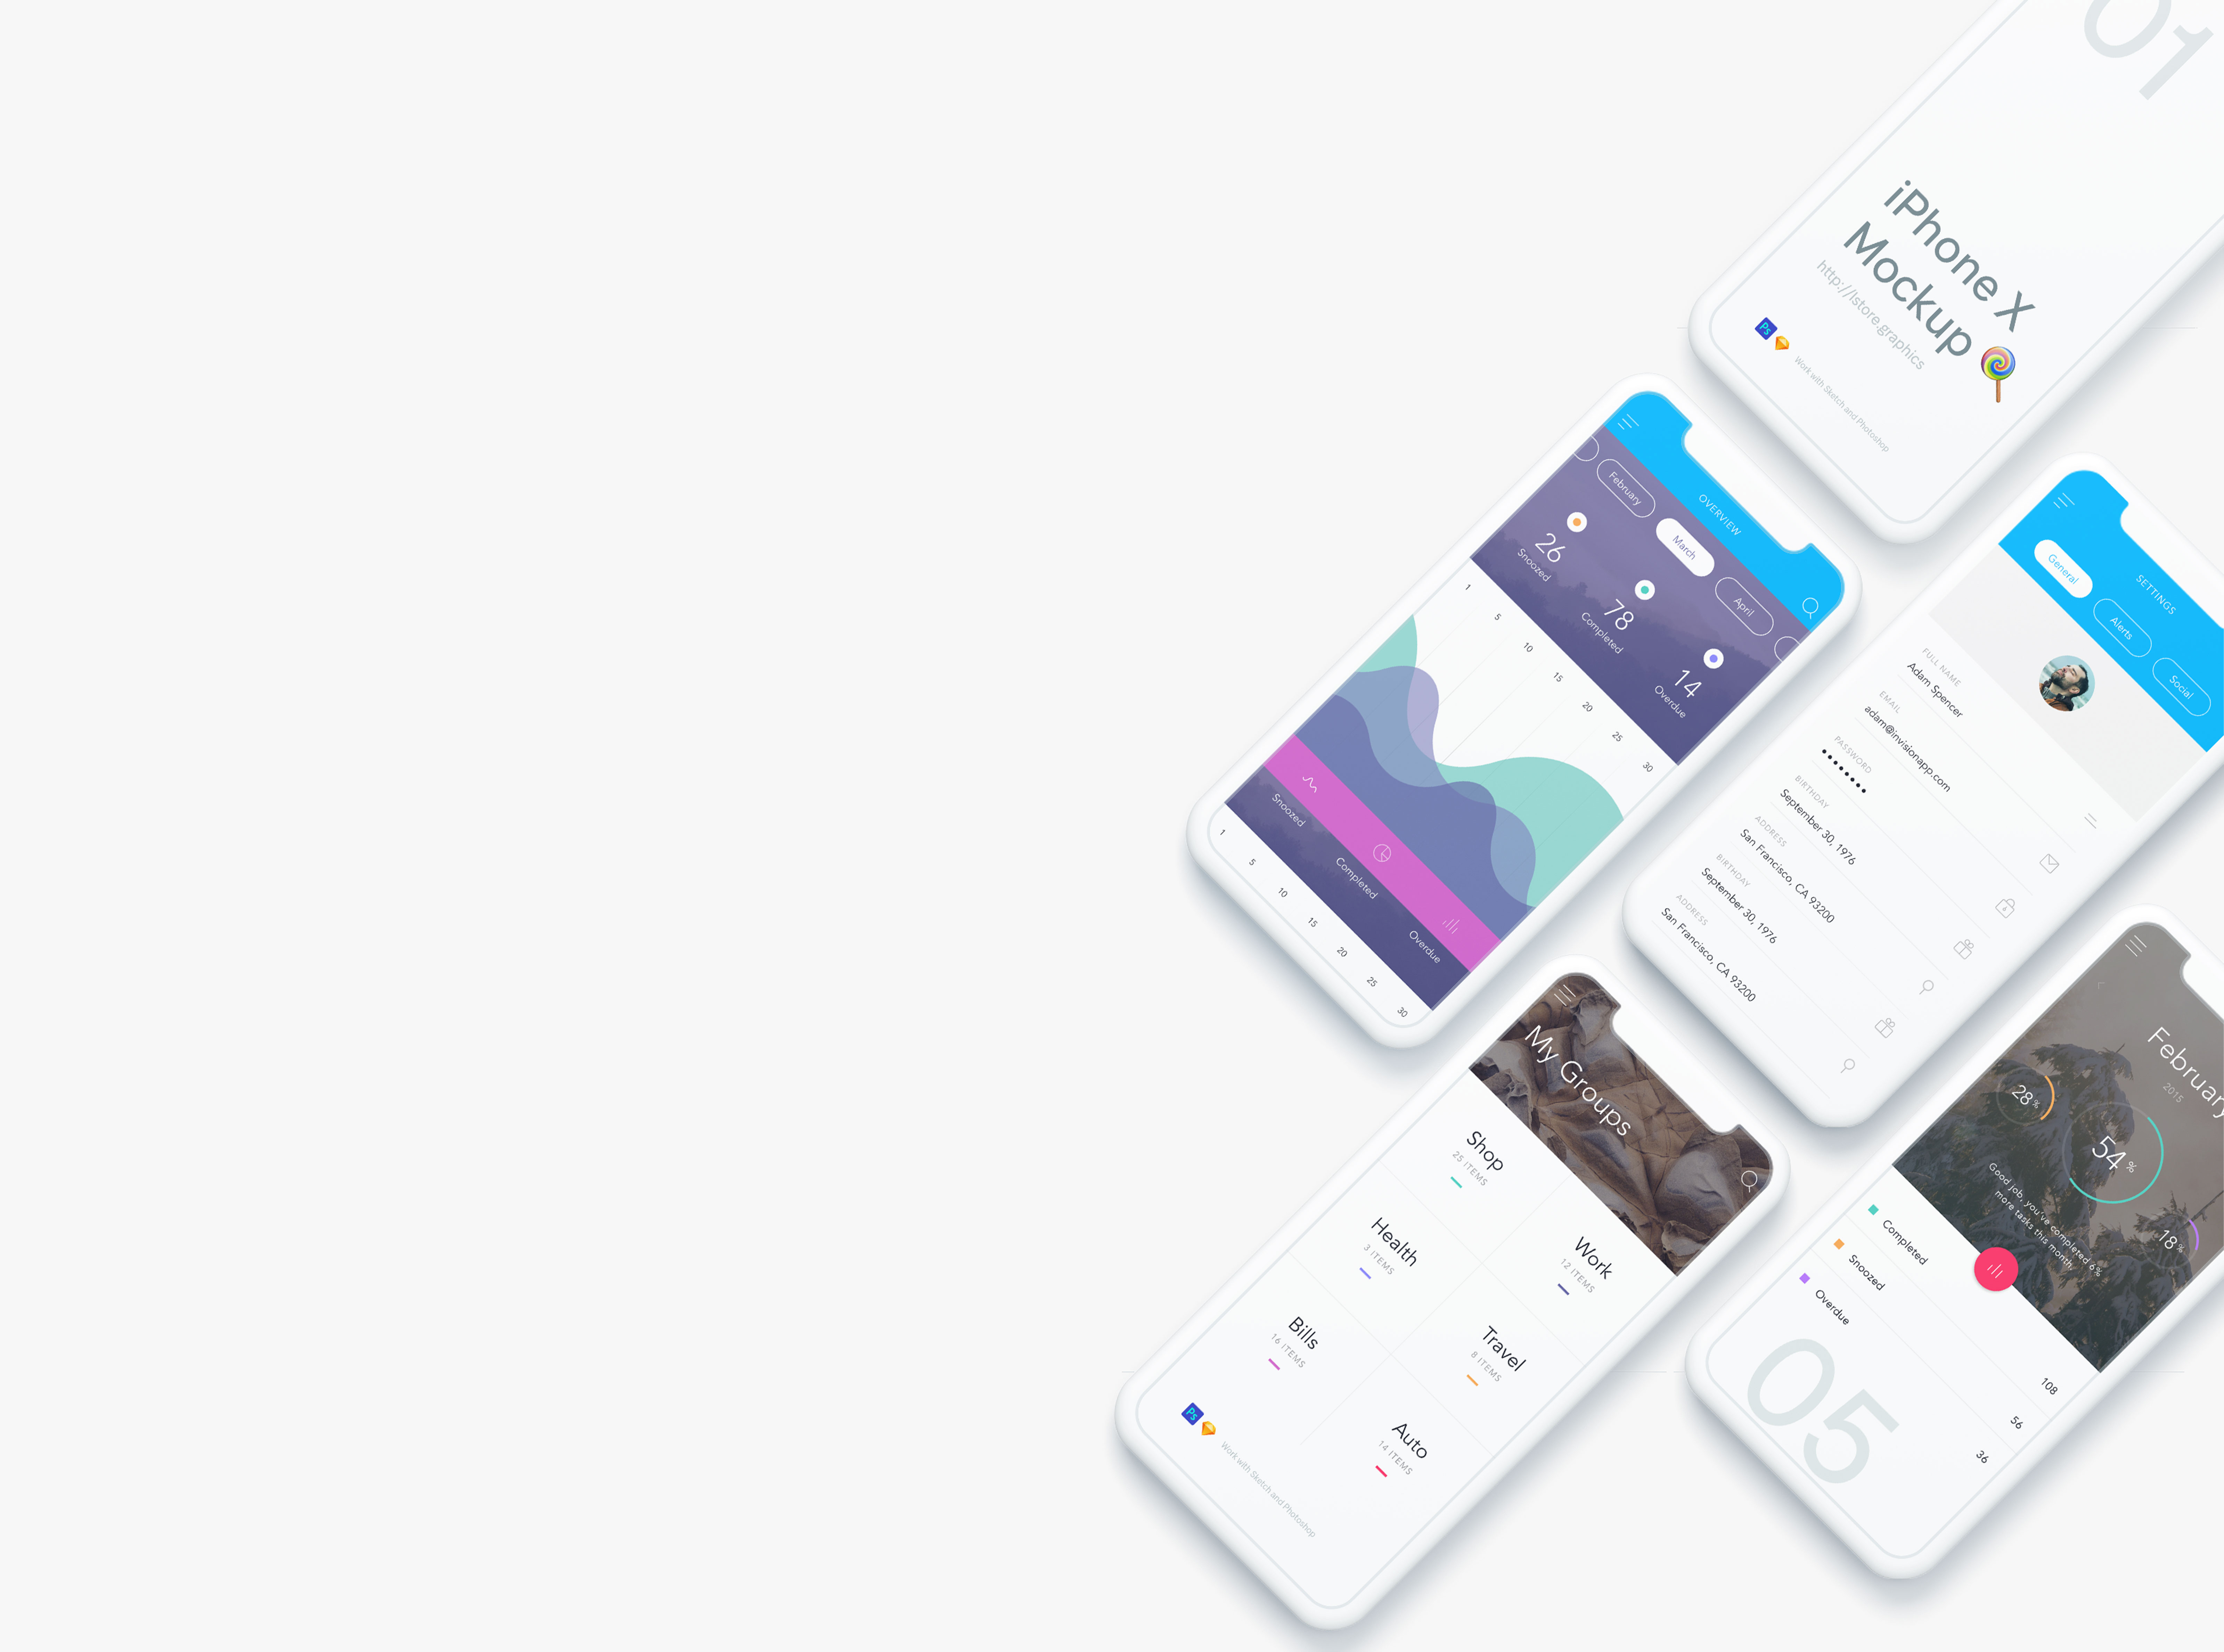 01
iPhone X
Mockup
http://lstore.graphics
Ps
Work with Sketch and Photoshop
OVERVIEW
February
March
April
26
Snoozed
78
Completed
14
Overdue
1 5 10 15 20 25 30
Snoozed
Completed
Overdue
1 5 10 15 20 25 30
SETTINGS
General
Alerts
Social
FULL NAME
Adam Spencer
EMAIL
adam@invisionapp.com
PASSWORD
BIRTHDAY
September 30, 1976
ADDRESS
San Francisco, CA 93200
BIRTHDAY
September 30, 1976
ADDRESS
San Francisco, CA 93200
My Groups
Shop
25 ITEMS
Work
12 ITEMS
Health
3 ITEMS
Travel
8 ITEMS
Bills
16 ITEMS
Auto
14 ITEMS
Ps
Work with Sketch and Photoshop
February
2015
28%
54%
18%
Good job, you've completed 6%
more tasks this month.
Completed 108
Snoozed 56
Overdue 36
05